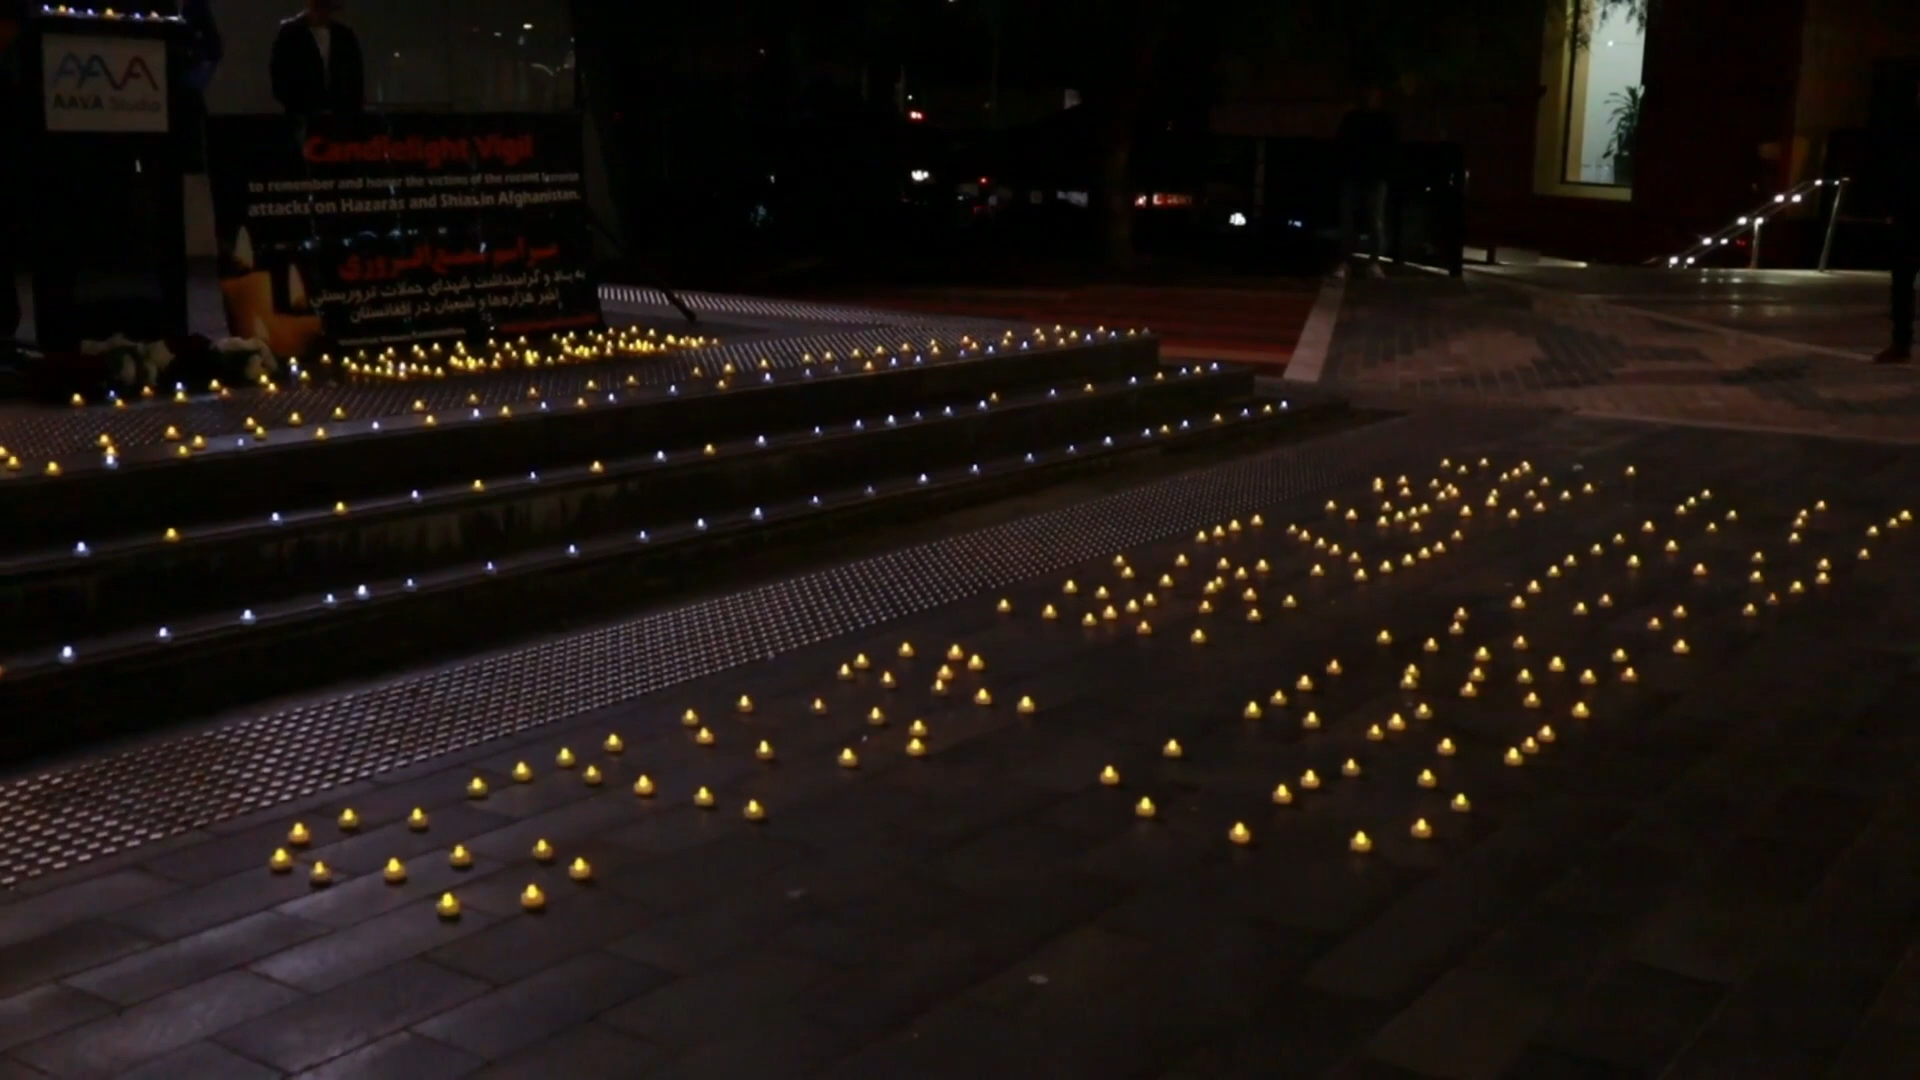 AAVA
AAVA Studio
Candlelight Vigil
to remember and honor the victims of the recent terrorist
attacks on Hazaras and Shias in Afghanistan.
مراسم شمع‌افروزی
به یاد و گرامیداشت شهدای حملات تروریستی
اخیر هزاره‌ها و شیعیان در افغانستان